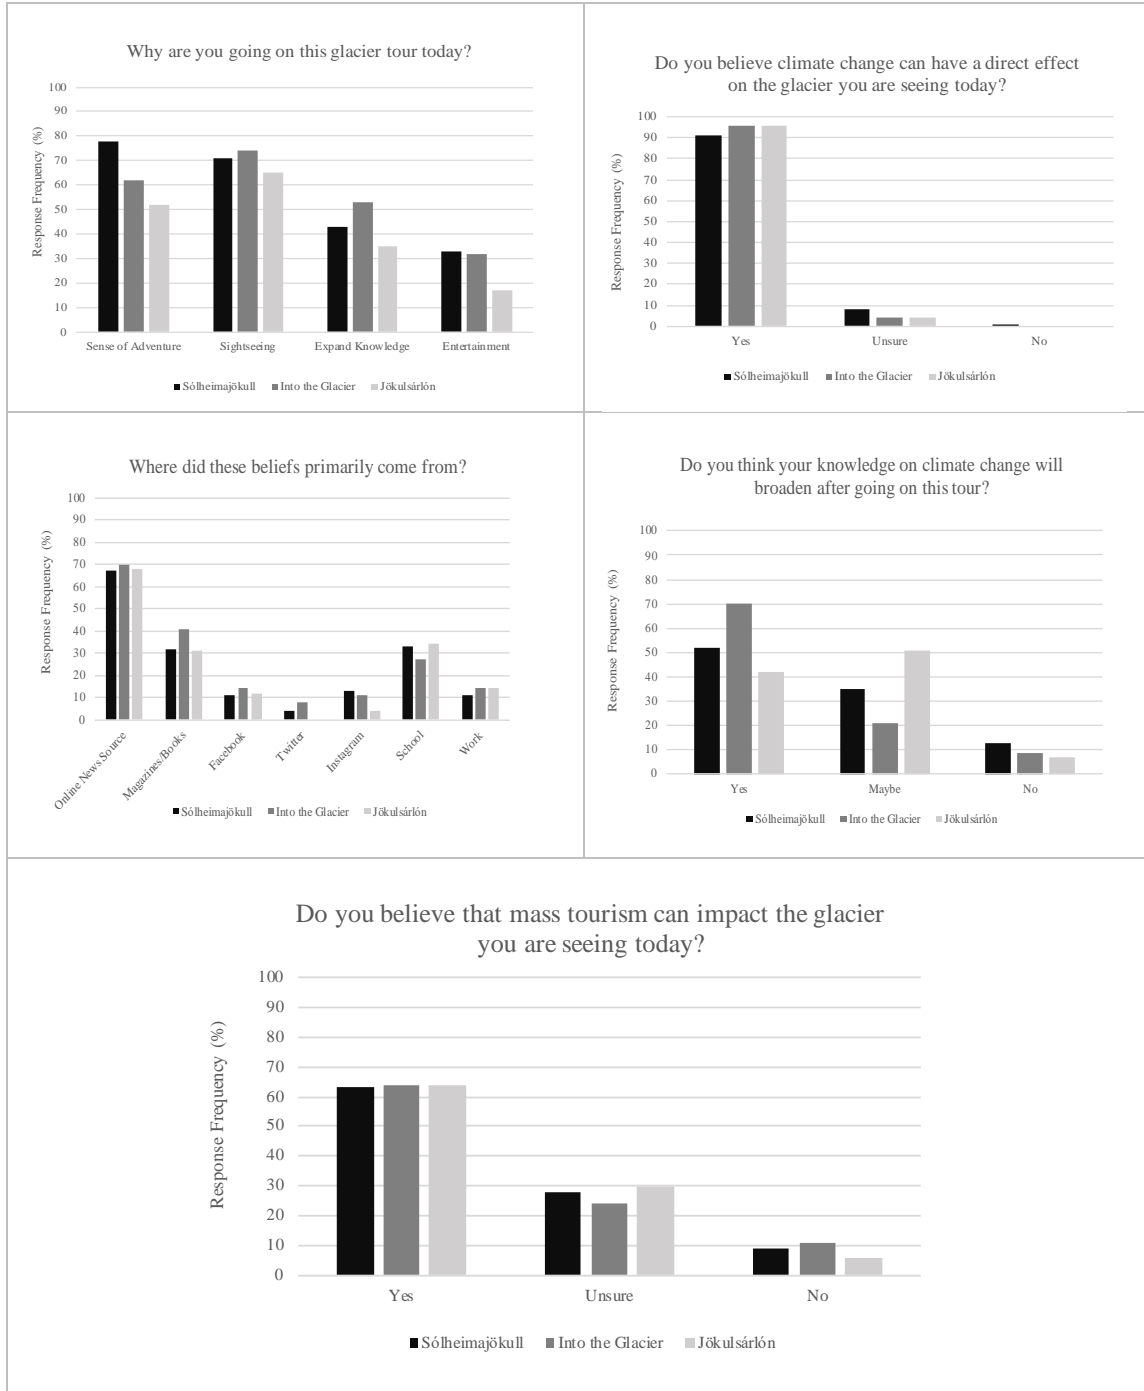 Why are you going on this glacier tour today?
Response Frequency (%)
100
90
80
70
60
50
40
30
20
10
0
Sense of Adventure Sightseeing Expand Knowledge Entertainment
Sólheimajökull Into the Glacier Jökulsárlón
Do you believe climate change can have a direct effect
on the glacier you are seeing today?
Response Frequency (%)
100
90
80
70
60
50
40
30
20
10
0
Yes Unsure No
Sólheimajökull Into the Glacier Jökulsárlón
Where did these beliefs primarily come from?
Response Frequency (%)
100
90
80
70
60
50
40
30
20
10
0
Online News Source
Magazines/Books
Facebook
Twitter
Instagram
School
Work
Sólheimajökull Into the Glacier Jökulsárlón
Do you think your knowledge on climate change will
broaden after going on this tour?
Response Frequency (%)
100
90
80
70
60
50
40
30
20
10
0
Yes Maybe No
Sólheimajökull Into the Glacier Jökulsárlón
Do you believe that mass tourism can impact the glacier
you are seeing today?
Response Frequency (%)
100
90
80
70
60
50
40
30
20
10
0
Yes Unsure No
Sólheimajökull Into the Glacier Jökulsárlón